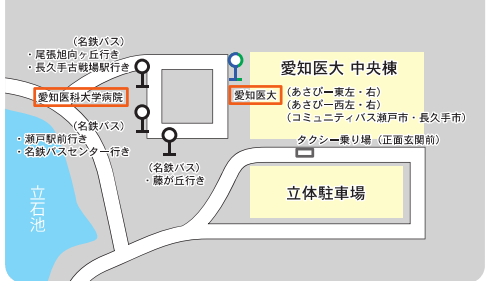 (名鉄バス)
・尾張旭向ヶ丘行き
・長久手古戦場駅行き
愛知医科大学病院
(名鉄バス)
・瀬戸駅前行き
・名鉄バスセンター行き
(名鉄バス)
・藤が丘行き
愛知医大 中央棟
愛知医大
(あさぴー東左・右)
(あさぴー西左・右)
(コミュニティバス瀬戸市・長久手市)
タクシー乗り場(正面玄関前)
立体駐車場
立石池